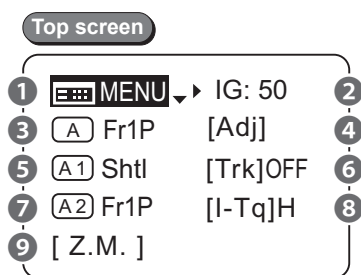 Top screen
1 MENU IG: 50 2
3 A Fr1P [Adj] 4
5 A1 Shtl [Trk]OFF 6
7 A2 Fr1P [I-Tq]H 8
9 [ Z.M. ]